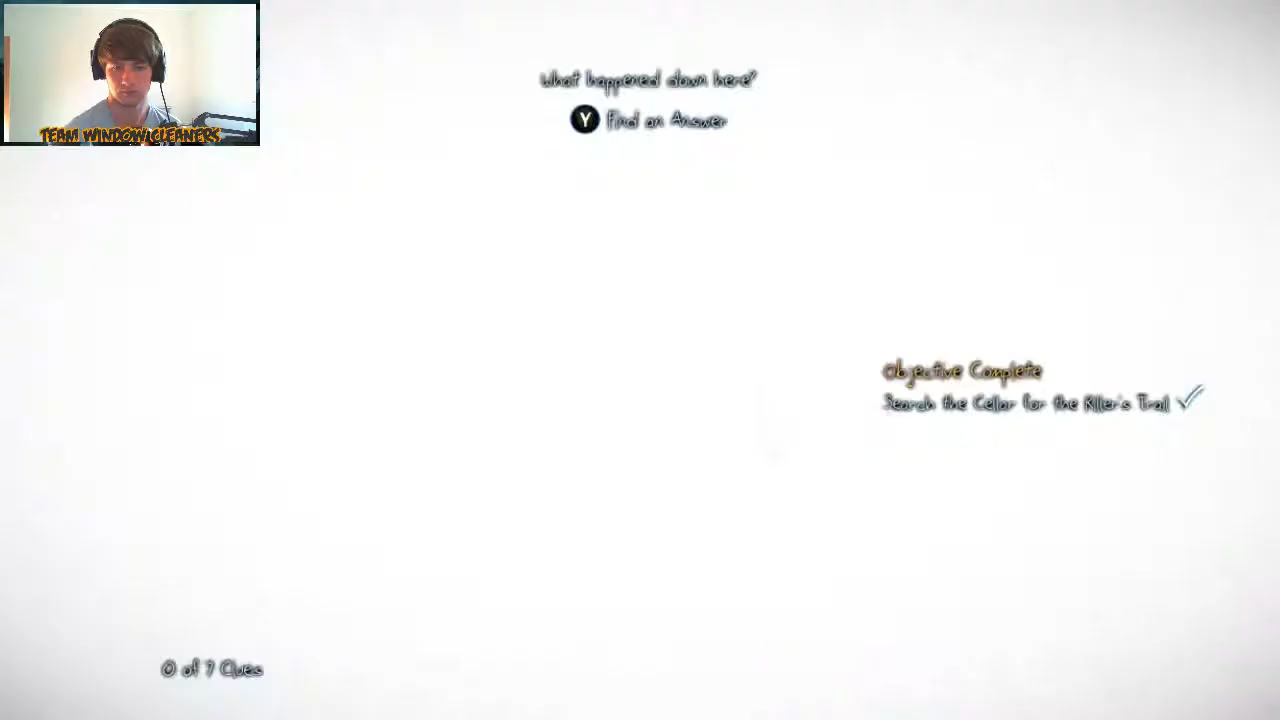 TEAM WINDOW CLEANERS
What happened down here?
Y Find an Answer
Objective Complete
Search the Cellar for the Killer's Trail
0 of 7 Clues